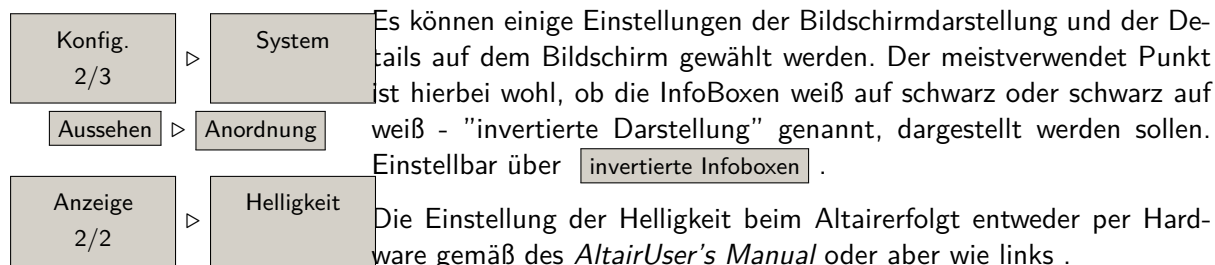 Konfig.
2/3
▷
System
Aussehen ▷ Anordnung
Es können einige Einstellungen der Bildschirmdarstellung und der De-
tails auf dem Bildschirm gewählt werden. Der meistverwendet Punkt
ist hierbei wohl, ob die InfoBoxen weiß auf schwarz oder schwarz auf
weiß - ”invertierte Darstellung” genannt, dargestellt werden sollen.
Einstellbar über invertierte Infoboxen .
Anzeige
2/2
▷
Helligkeit
Die Einstellung der Helligkeit beim Altairerfolgt entweder per Hard-
ware gemäß des AltairUser's Manual oder aber wie links .